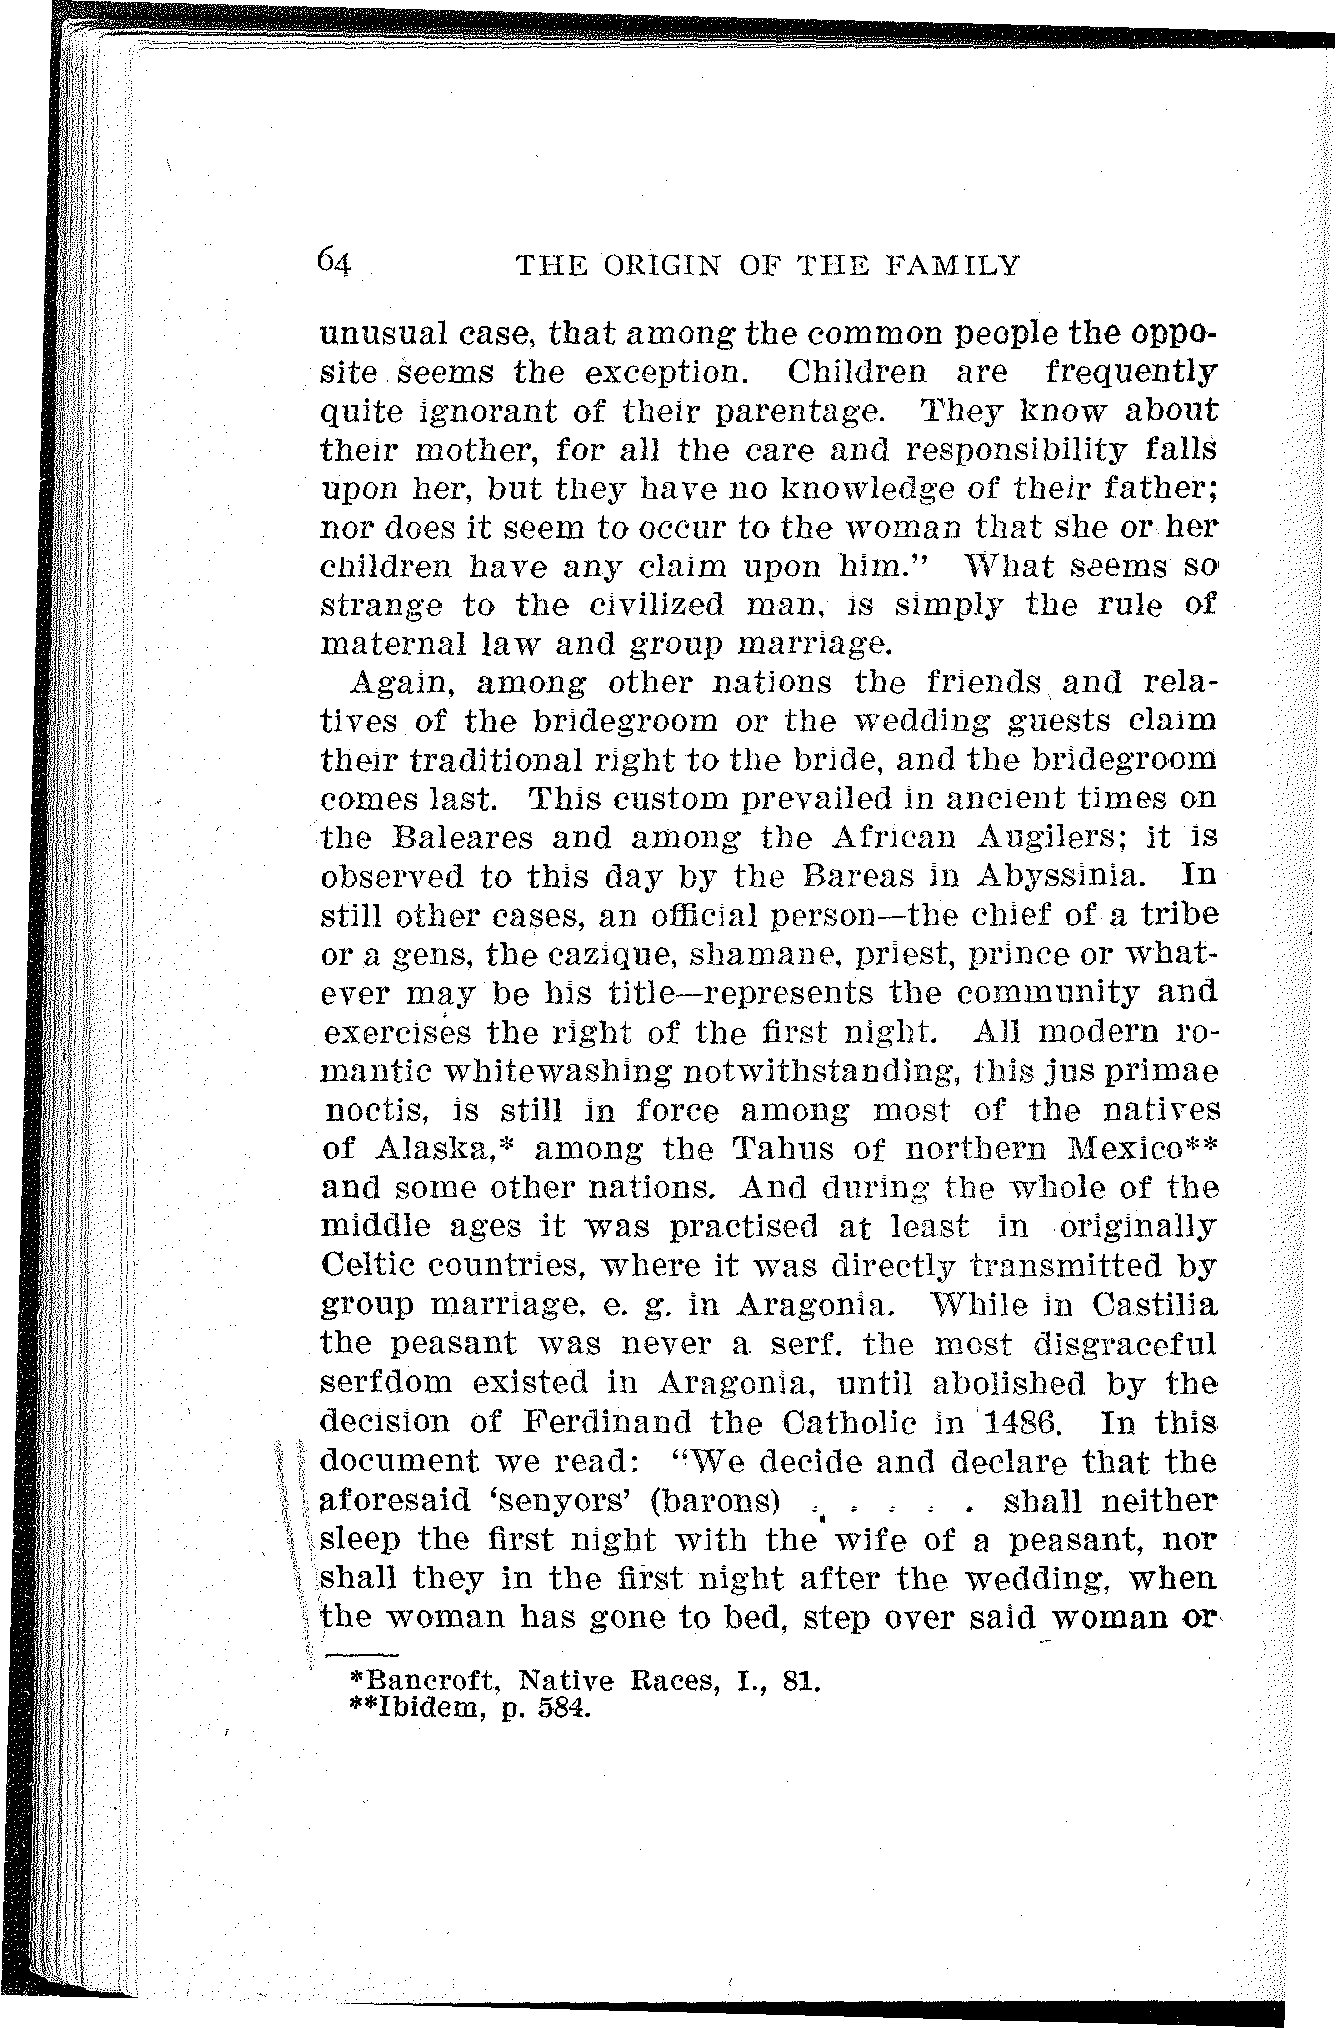 64 THE ORIGIN OF THE FAMILY
unusual case, that among the common people the oppo-
site seems the exception. Children are frequently
quite ignorant of their parentage. They know about
their mother, for all the care and responsibility falls
upon her, but they have no knowledge of their father;
nor does it seem to occur to the woman that she or her
children have any claim upon him." What seems so
strange to the civilized man, is simply the rule of
maternal law and group marriage.
Again, among other nations the friends and rela-
tives of the bridegroom or the wedding guests claim
their traditional right to the bride, and the bridegroom
comes last. This custom prevailed in ancient times on
the Baleares and among the African Augilers; it is
observed to this day by the Bareas in Abyssinia. In
still other cases, an official person—the chief of a tribe
or a gens, the cazique, shamane, priest, prince or what-
ever may be his title—represents the community and
exercises the right of the first night. All modern ro-
mantic whitewashing notwithstanding, this jus primae
noctis, is still in force among most of the natives
of Alaska,* among the Tahus of northern Mexico**
and some other nations. And during the whole of the
middle ages it was practised at least in originally
Celtic countries, where it was directly transmitted by
group marriage, e. g. in Aragonia. While in Castilia
the peasant was never a serf, the most disgraceful
serfdom existed in Aragonia, until abolished by the
decision of Ferdinand the Catholic in 1486. In this
document we read: "We decide and declare that the
aforesaid 'senyors' (barons) . . . . . shall neither
sleep the first night with the wife of a peasant, nor
shall they in the first night after the wedding, when
the woman has gone to bed, step over said woman or
*Bancroft, Native Races, I., 81.
**Ibidem, p. 584.